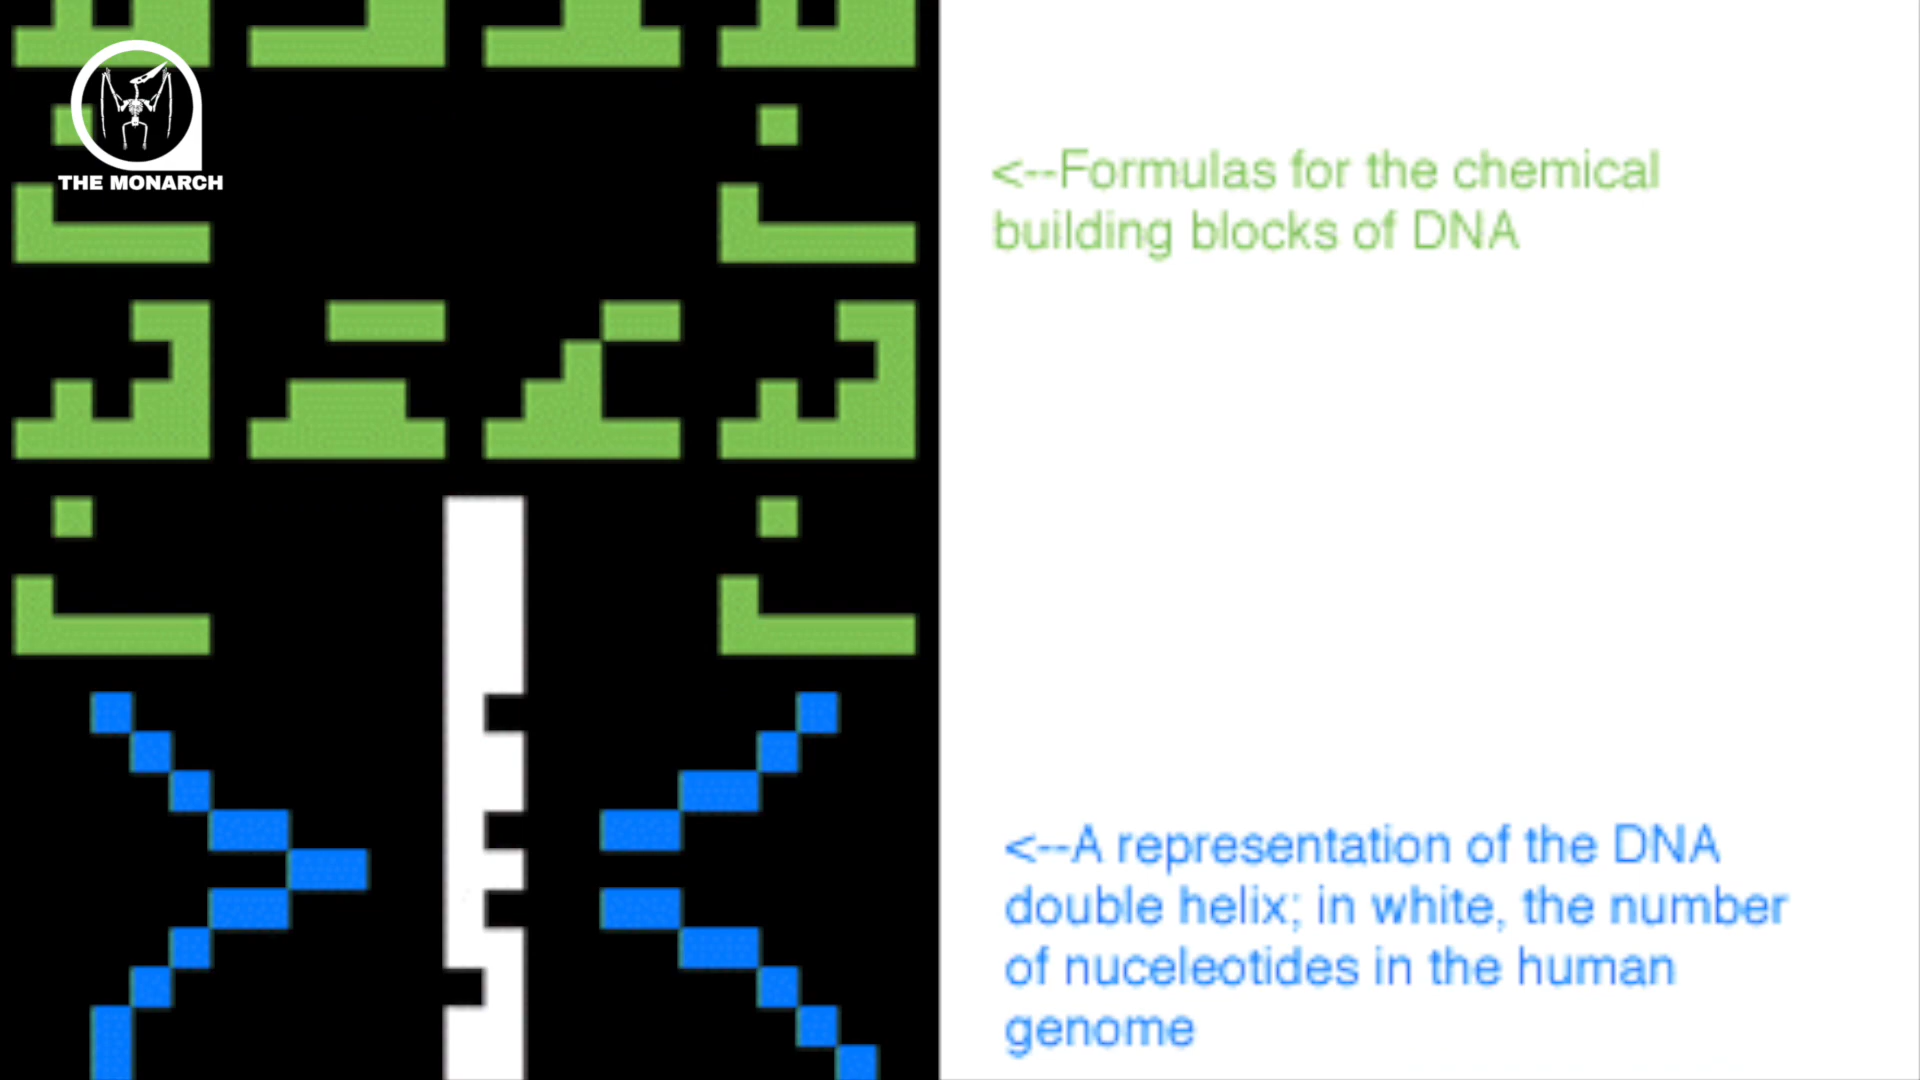 THE MONARCH
<--Formulas for the chemical
building blocks of DNA
<--A representation of the DNA
double helix; in white, the number
of nuceleotides in the human
genome